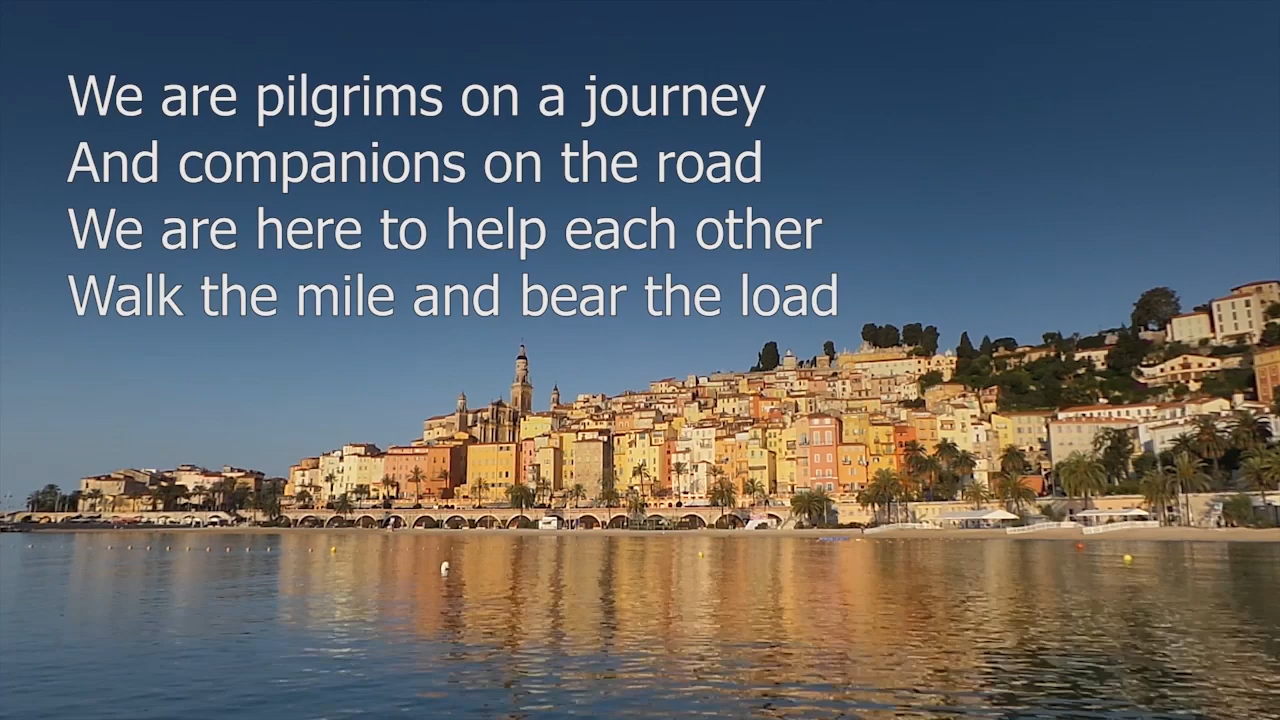 We are pilgrims on a journey
And companions on the road
We are here to help each other
Walk the mile and bear the load